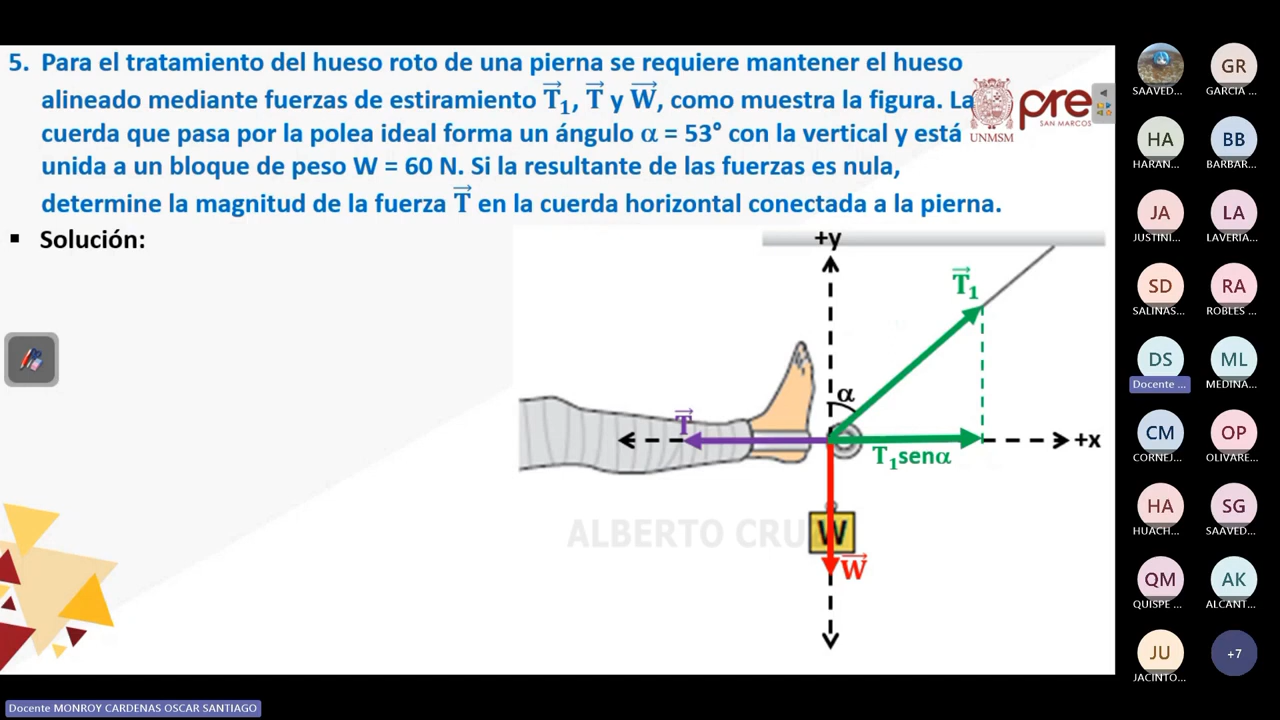 5. Para el tratamiento del hueso roto de una pierna se requiere mantener el hueso
alineado mediante fuerzas de estiramiento T⃗₁, T⃗ y W⃗, como muestra la figura. La
cuerda que pasa por la polea ideal forma un ángulo α = 53° con la vertical y está
unida a un bloque de peso W = 60 N. Si la resultante de las fuerzas es nula,
determine la magnitud de la fuerza T⃗ en la cuerda horizontal conectada a la pierna.
pre
SAN MARCOS
UNMSM
▪ Solución:
+y
T⃗₁
α
T⃗
+x
T₁senα
ALBERTO CRU
W
W⃗
SAAVED...
GR
GARCIA ...
HA
HARAN...
BB
BARBAR...
JA
JUSTINI...
LA
LAVERIA...
SD
SALINAS...
RA
ROBLES ...
DS
Docente ...
ML
MEDINA...
CM
CORNEJ...
OP
OLIVARE...
HA
HUACH...
SG
SAAVED...
QM
QUISPE ...
AK
ALCANT...
JU
JACINTO...
+7
Docente MONROY CARDENAS OSCAR SANTIAGO